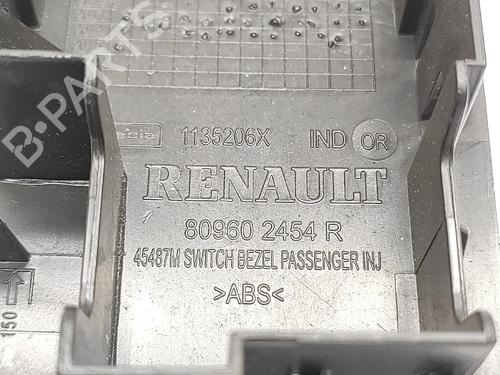 B-PARTS
1135206X IND OR
RENAULT
80960 2454 R
45487M SWITCH BEZEL PASSENGER INJ
>ABS<
150